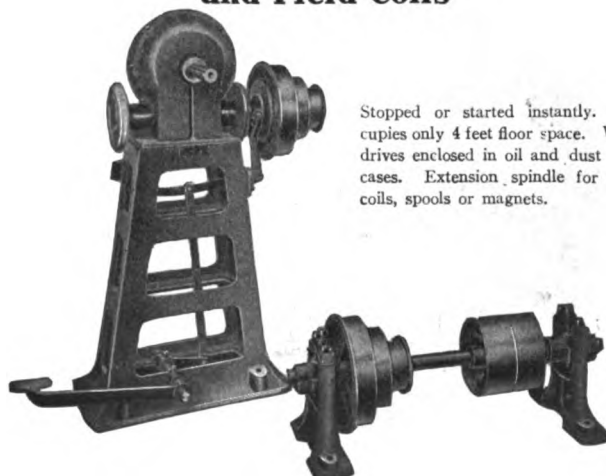 and Field Coils
Stopped or started instantly.
cupies only 4 feet floor space.
drives enclosed in oil and dust
cases. Extension spindle for
coils, spools or magnets.